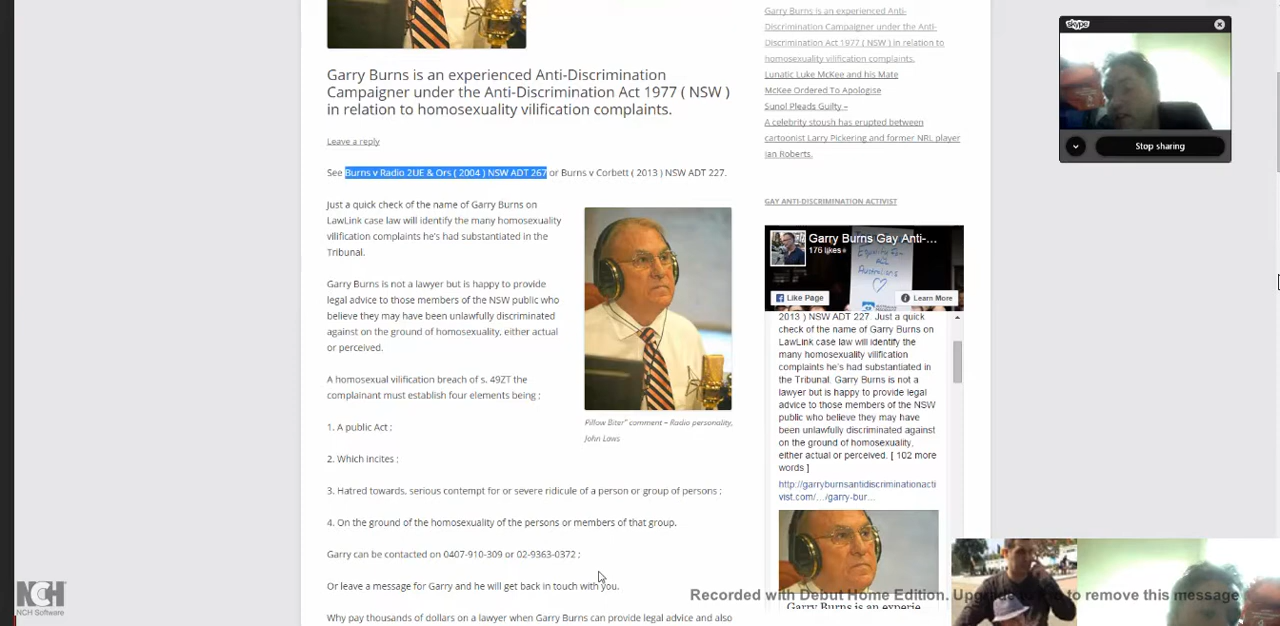 Garry Burns is an experienced Anti-Discrimination
Campaigner under the Anti-Discrimination Act 1977 ( NSW )
in relation to homosexuality vilification complaints.
Leave a reply
See Burns v Radio 2UE & Ors ( 2004 ) NSW ADT 267 or Burns v Corbett ( 2013 ) NSW ADT 227.
Just a quick check of the name of Garry Burns on
LawLink case law will identify the many homosexuality
vilification complaints he's had substantiated in the
Tribunal.
Garry Burns is not a lawyer but is happy to provide
legal advice to those members of the NSW public who
believe they may have been unlawfully discriminated
against on the ground of homosexuality, either actual
or perceived.
A homosexual vilification breach of s. 49ZT the
complainant must establish four elements being ;
Pillow Biter" comment – Radio personality,
John Laws
1. A public Act ;
2. Which incites ;
3. Hatred towards, serious contempt for or severe ridicule of a person or group of persons ;
4. On the ground of the homosexuality of the persons or members of that group.
Garry can be contacted on 0407-910-309 or 02-9363-0372 ;
Or leave a message for Garry and he will get back in touch with you.
Why pay thousands of dollars on a lawyer when Garry Burns can provide legal advice and also
Garry Burns is an experienced Anti-
Discrimination Campaigner under the Anti-
Discrimination Act 1977 ( NSW ) in relation to
homosexuality vilification complaints.
Lunatic Luke McKee and his Mate
McKee Ordered To Apologise
Sunol Pleads Guilty –
A celebrity stoush has erupted between
cartoonist Larry Pickering and former NRL player
Ian Roberts.
GAY ANTI-DISCRIMINATION ACTIVIST
Garry Burns Gay Anti-...
176 likes
Equality For
ALL
Australians
Like Page
Learn More
2013 ) NSW ADT 227. Just a quick
check of the name of Garry Burns on
LawLink case law will identify the
many homosexuality vilification
complaints he's had substantiated in
the Tribunal. Garry Burns is not a
lawyer but is happy to provide legal
advice to those members of the NSW
public who believe they may have
been unlawfully discriminated against
on the ground of homosexuality,
either actual or perceived. [ 102 more
words ]
http://garryburnsantidiscriminationacti
vist.com/.../garry-bur...
Garry Burns is an experie
skype
Stop sharing
NCH
NCH Software
Recorded with Debut Home Edition. Upgrade to to remove this message